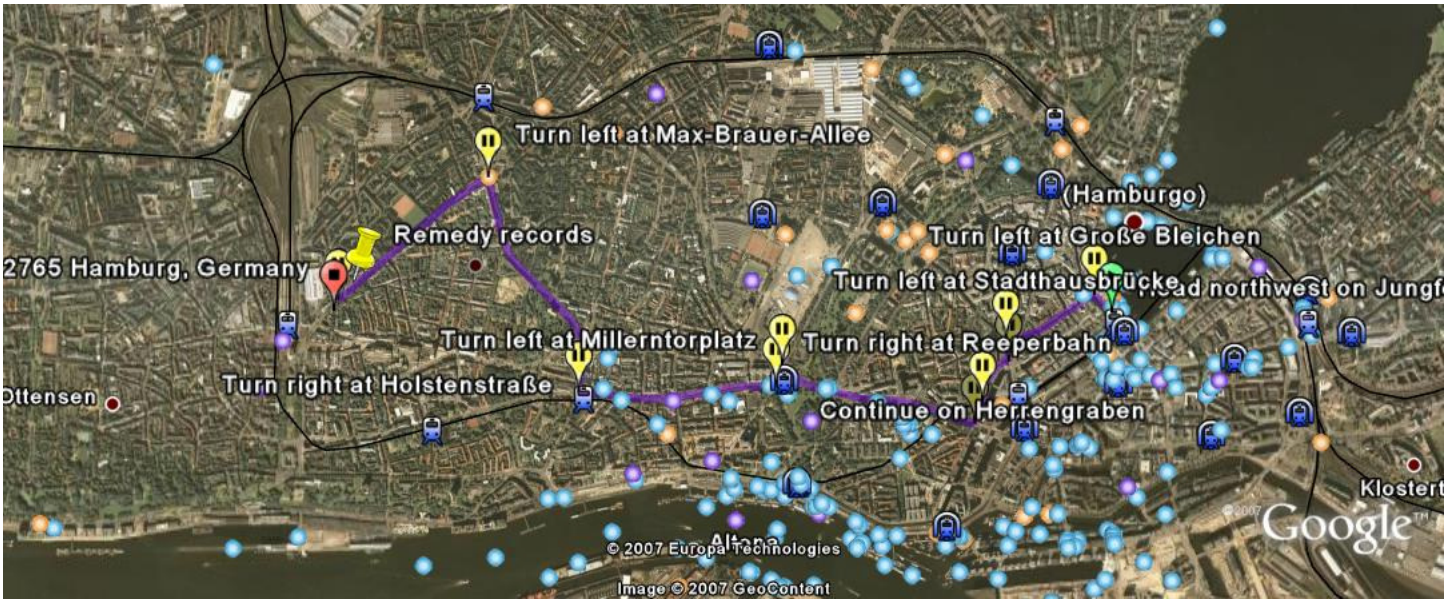 Turn left at Max-Brauer-Allee
(Hamburgo)
Remedy records
Turn left at Große Bleichen
2765 Hamburg, Germany
Turn left at Stadthausbrücke
Head northwest on Jungf
Turn left at Millerntorplatz
Turn right at Reeperbahn
Turn right at Holstenstraße
Ottensen
Continue on Herrengraben
Klostert
©2007 Google™
Altona
© 2007 Europa Technologies
Image © 2007 GeoContent